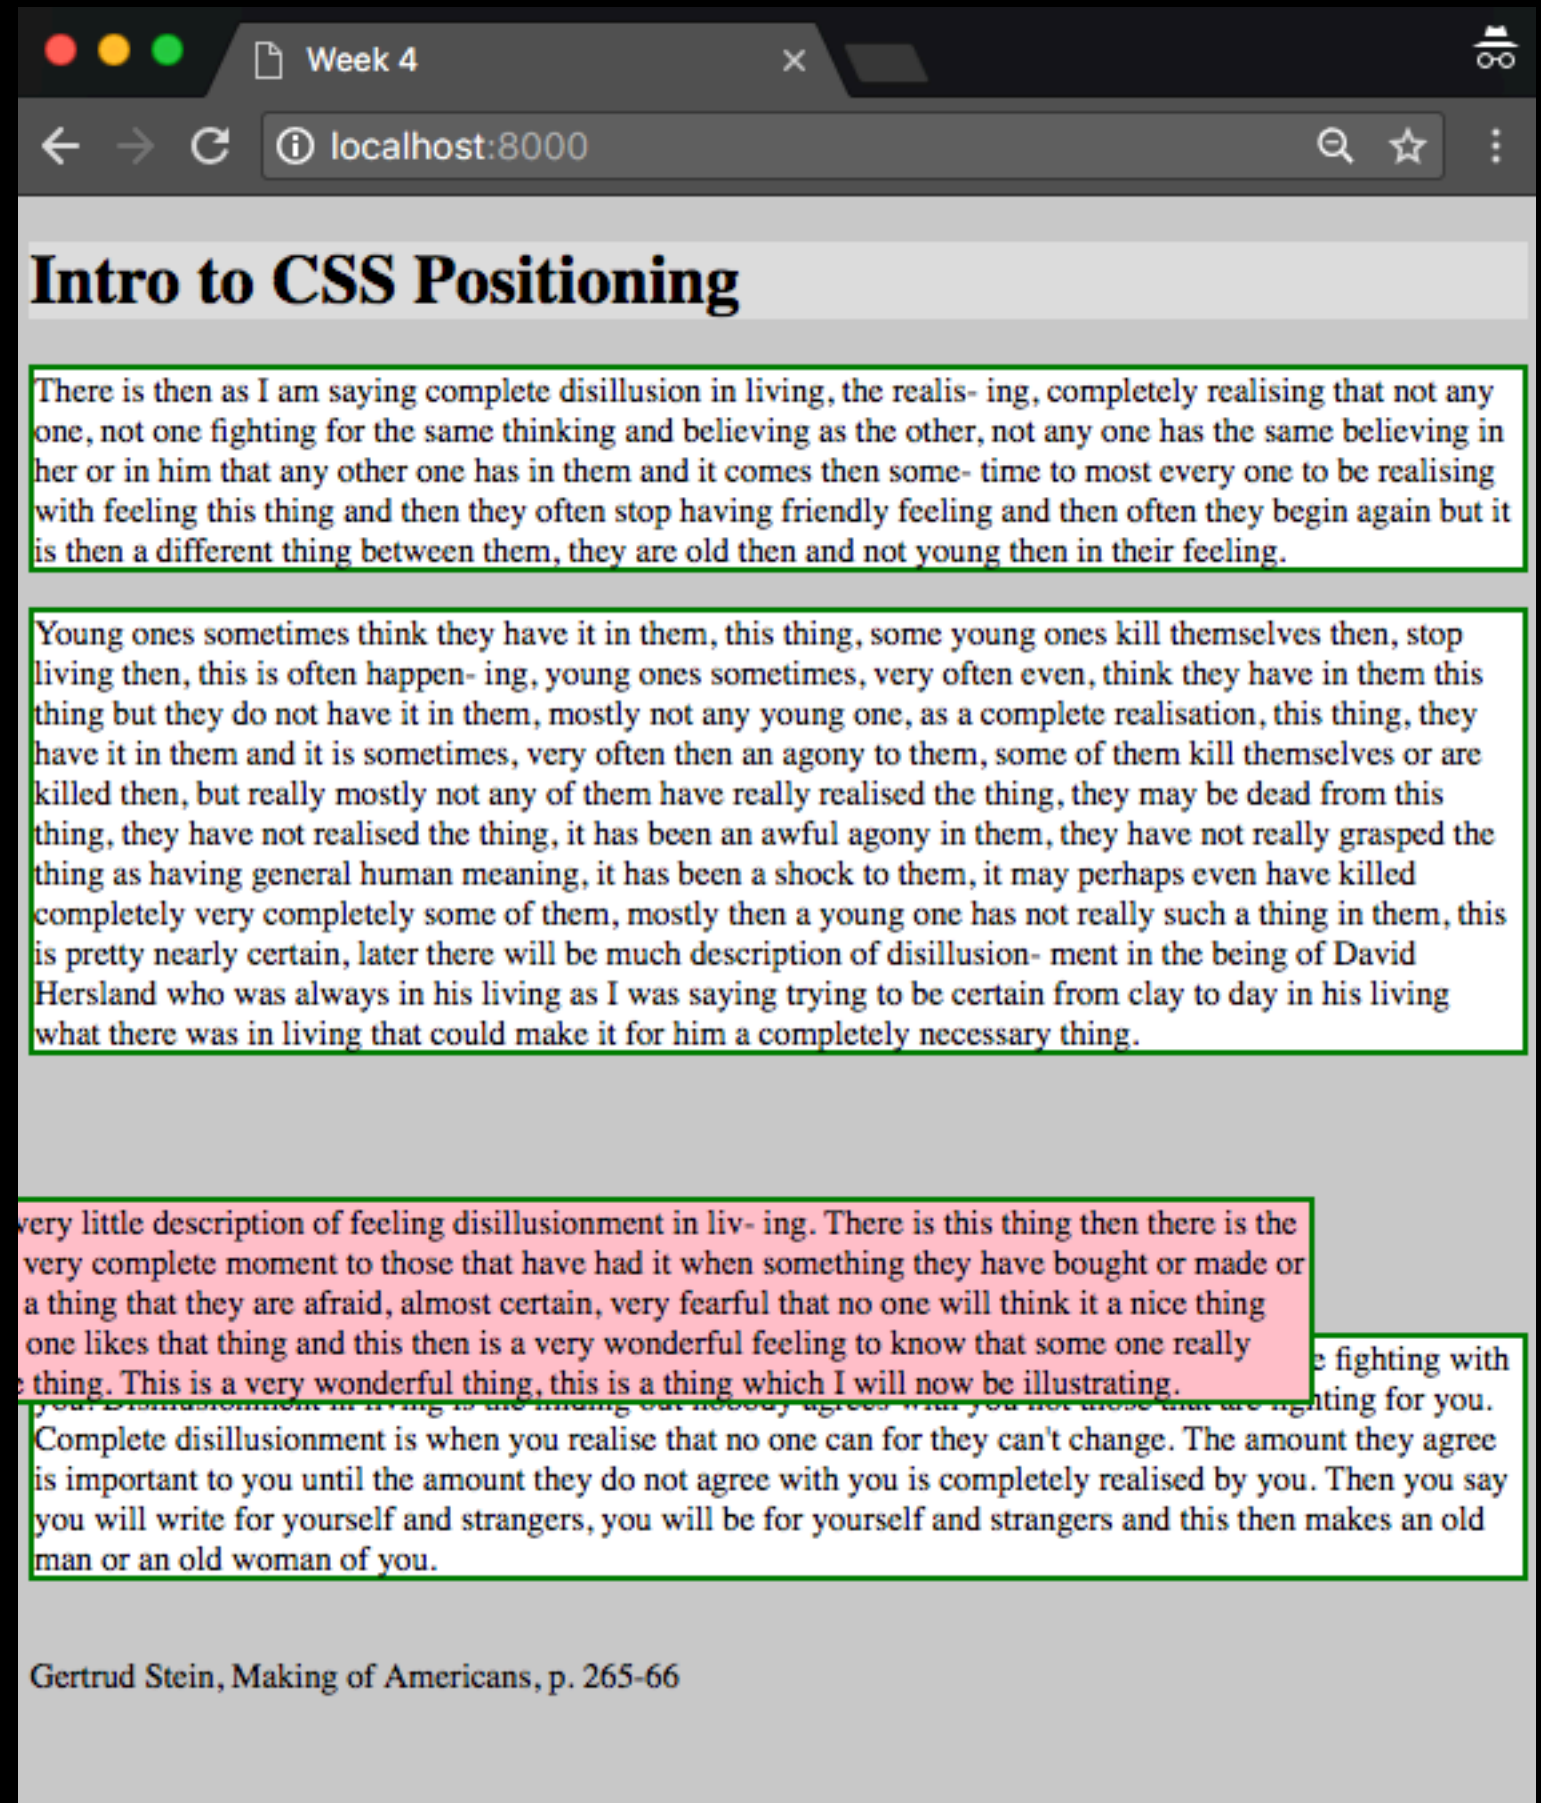 Week 4
localhost:8000
Intro to CSS Positioning
There is then as I am saying complete disillusion in living, the realis- ing, completely realising that not any
one, not one fighting for the same thinking and believing as the other, not any one has the same believing in
her or in him that any other one has in them and it comes then some- time to most every one to be realising
with feeling this thing and then they often stop having friendly feeling and then often they begin again but it
is then a different thing between them, they are old then and not young then in their feeling.
Young ones sometimes think they have it in them, this thing, some young ones kill themselves then, stop
living then, this is often happen- ing, young ones sometimes, very often even, think they have in them this
thing but they do not have it in them, mostly not any young one, as a complete realisation, this thing, they
have it in them and it is sometimes, very often then an agony to them, some of them kill themselves or are
killed then, but really mostly not any of them have really realised the thing, they may be dead from this
thing, they have not realised the thing, it has been an awful agony in them, they have not really grasped the
thing as having general human meaning, it has been a shock to them, it may perhaps even have killed
completely very completely some of them, mostly then a young one has not really such a thing in them, this
is pretty nearly certain, later there will be much description of disillusion- ment in the being of David
Hersland who was always in his living as I was saying trying to be certain from clay to day in his living
what there was in living that could make it for him a completely necessary thing.
very little description of feeling disillusionment in liv- ing. There is this thing then there is the
very complete moment to those that have had it when something they have bought or made or
a thing that they are afraid, almost certain, very fearful that no one will think it a nice thing
one likes that thing and this then is a very wonderful feeling to know that some one really
thing. This is a very wonderful thing, this is a thing which I will now be illustrating.
fighting with
you. Disillusionment in living is the finding out nobody agrees with you not those that are fighting for you.
Complete disillusionment is when you realise that no one can for they can't change. The amount they agree
is important to you until the amount they do not agree with you is completely realised by you. Then you say
you will write for yourself and strangers, you will be for yourself and strangers and this then makes an old
man or an old woman of you.
Gertrud Stein, Making of Americans, p. 265-66